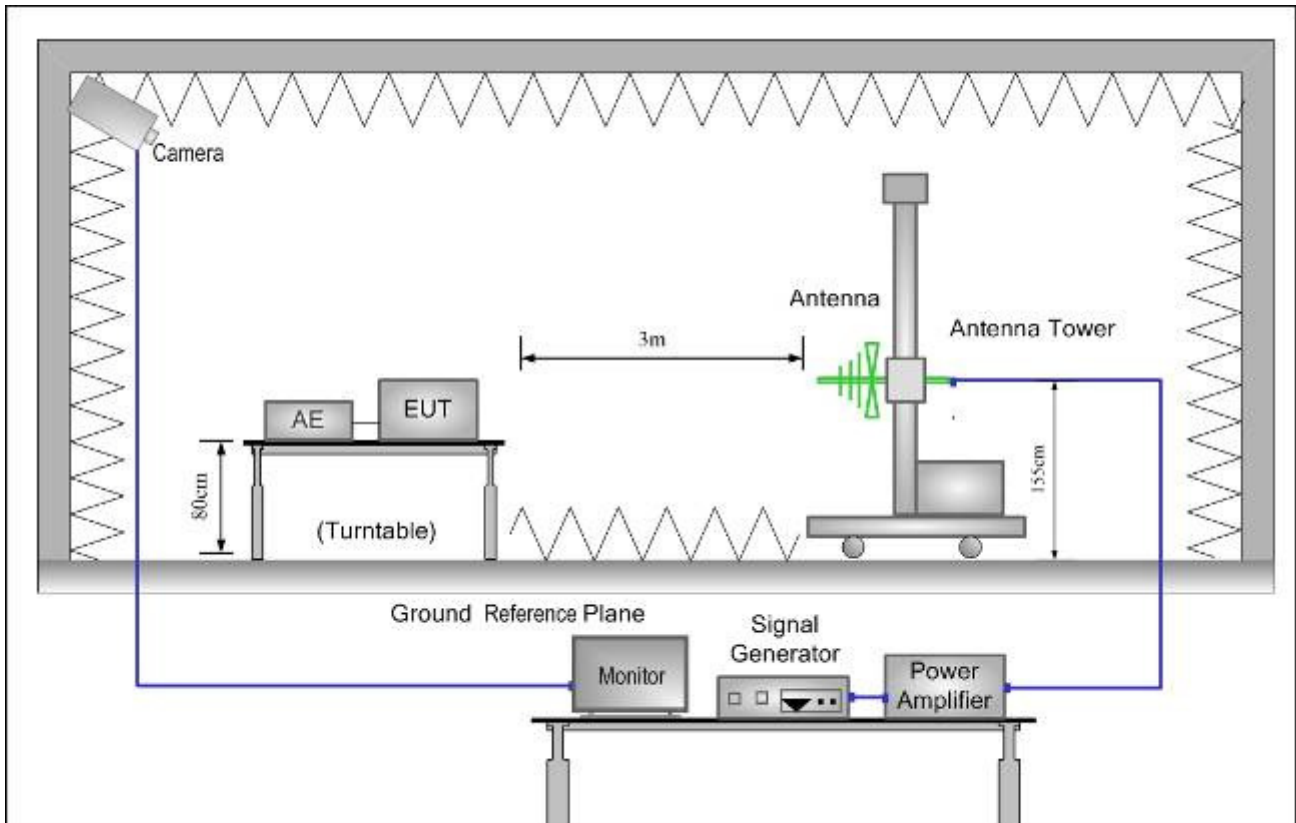 Camera
Antenna
Antenna Tower
3m
AE
EUT
80cm
155cm
(Turntable)
Ground Reference Plane
Signal
Generator
Monitor
Power
Amplifier